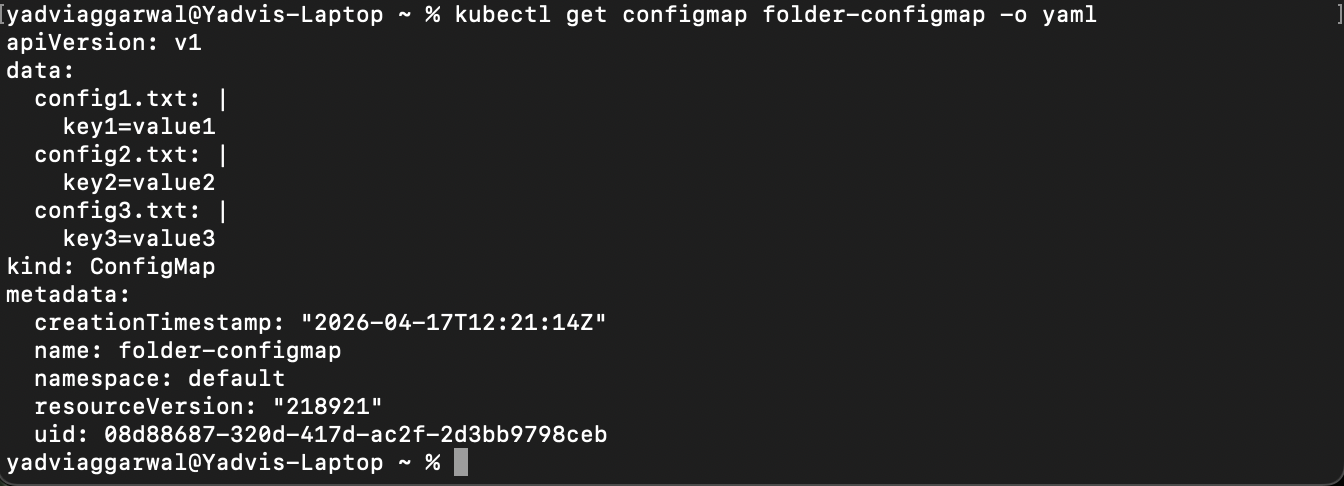 [yadviaggarwal@Yadvis-Laptop ~ % kubectl get configmap folder-configmap -o yaml ]
apiVersion: v1
data:
  config1.txt: |
    key1=value1
  config2.txt: |
    key2=value2
  config3.txt: |
    key3=value3
kind: ConfigMap
metadata:
  creationTimestamp: "2026-04-17T12:21:14Z"
  name: folder-configmap
  namespace: default
  resourceVersion: "218921"
  uid: 08d88687-320d-417d-ac2f-2d3bb9798ceb
yadviaggarwal@Yadvis-Laptop ~ %